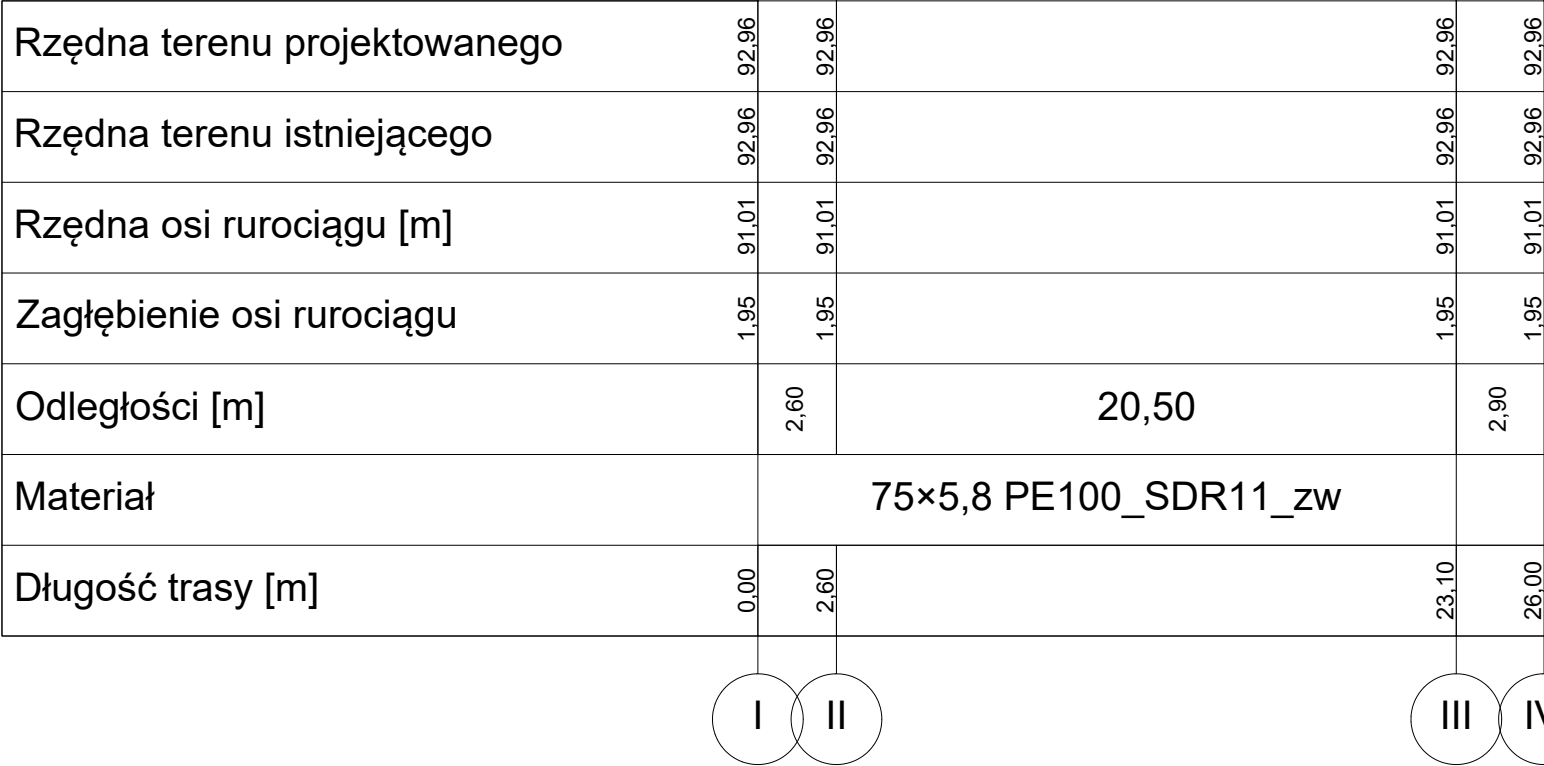 Rzędna terenu projektowanego 92,96 92,96 92,96 92,96
Rzędna terenu istniejącego 92,96 92,96 92,96 92,96
Rzędna osi rurociągu [m] 91,01 91,01 91,01 91,01
Zagłębienie osi rurociągu 1,95 1,95 1,95 1,95
Odległości [m] 2,60 20,50 2,90
Materiał 75×5,8 PE100_SDR11_zw
Długość trasy [m] 0,00 2,60 23,10 26,00
I II III IV